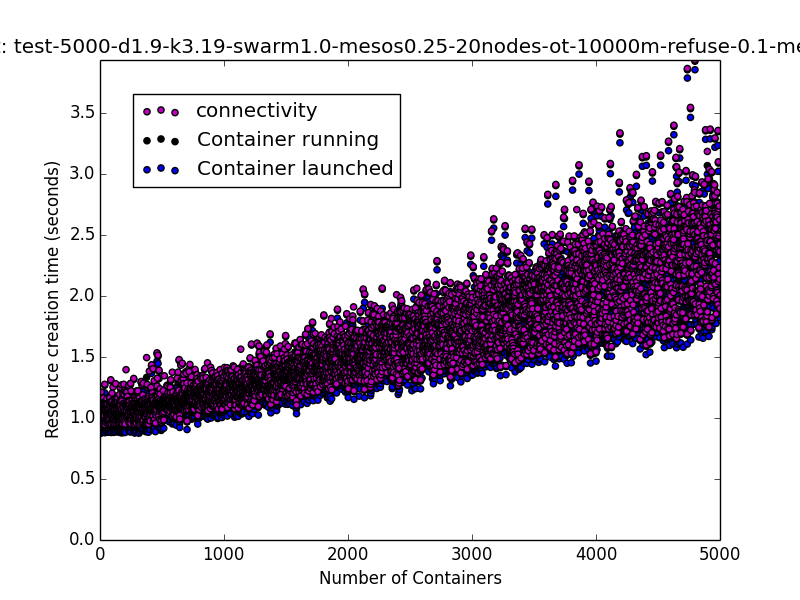 test-5000-d1.9-k3.19-swarm1.0-mesos0.25-20nodes-ot-10000m-refuse-0.1-me
connectivity
Container running
Container launched
Resource creation time (seconds)
3.5
3.0
2.5
2.0
1.5
1.0
0.5
0.0
0 1000 2000 3000 4000 5000
Number of Containers